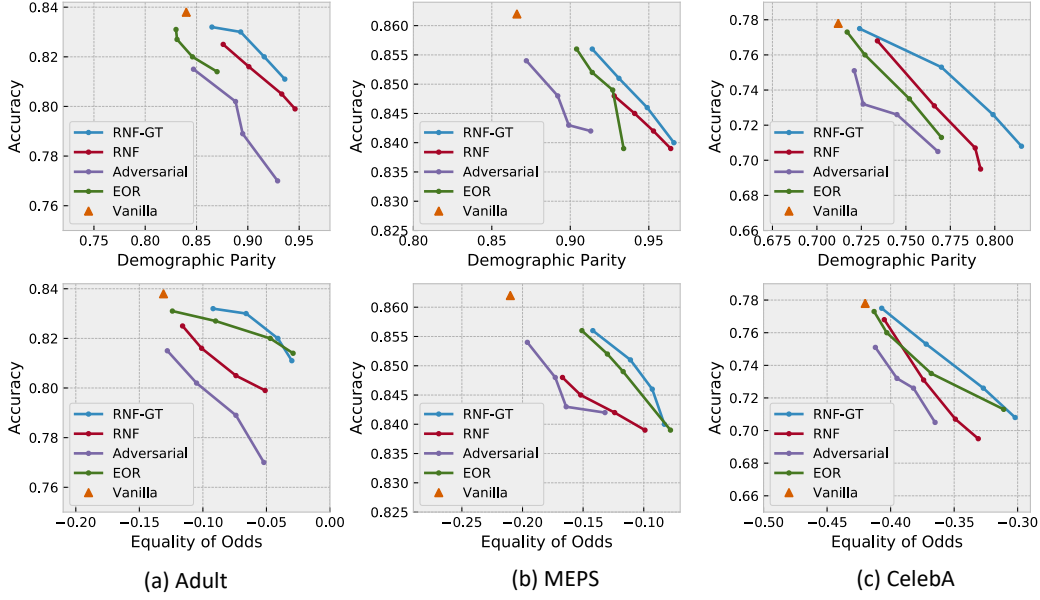 0.84
0.82
0.80
0.78
0.76
Accuracy
RNF-GT
RNF
Adversarial
EOR
Vanilla
0.75 0.80 0.85 0.90 0.95
Demographic Parity
0.860
0.855
0.850
0.845
0.840
0.835
0.830
0.825
Accuracy
RNF-GT
RNF
Adversarial
EOR
Vanilla
0.80 0.85 0.90 0.95
Demographic Parity
0.78
0.76
0.74
0.72
0.70
0.68
0.66
Accuracy
RNF-GT
RNF
Adversarial
EOR
Vanilla
0.675 0.700 0.725 0.750 0.775 0.800
Demographic Parity
0.84
0.82
0.80
0.78
0.76
Accuracy
RNF-GT
RNF
Adversarial
EOR
Vanilla
−0.20 −0.15 −0.10 −0.05 0.00
Equality of Odds
0.860
0.855
0.850
0.845
0.840
0.835
0.830
0.825
Accuracy
RNF-GT
RNF
Adversarial
EOR
Vanilla
−0.25 −0.20 −0.15 −0.10
Equality of Odds
0.78
0.76
0.74
0.72
0.70
0.68
0.66
Accuracy
RNF-GT
RNF
Adversarial
EOR
Vanilla
−0.50 −0.45 −0.40 −0.35 −0.30
Equality of Odds
(a) Adult
(b) MEPS
(c) CelebA